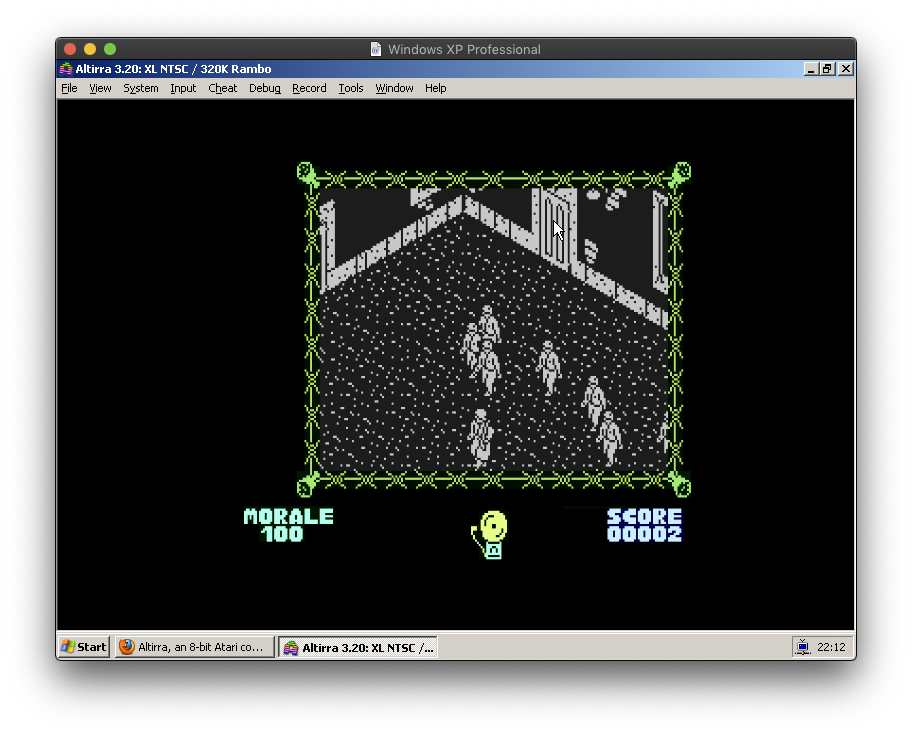 Windows XP Professional
Altirra 3.20: XL NTSC / 320K Rambo
File View System Input Cheat Debug Record Tools Window Help
MORALE
100
SCORE
00002
Start
Altirra, an 8-bit Atari co...
Altirra 3.20: XL NTSC /...
22:12